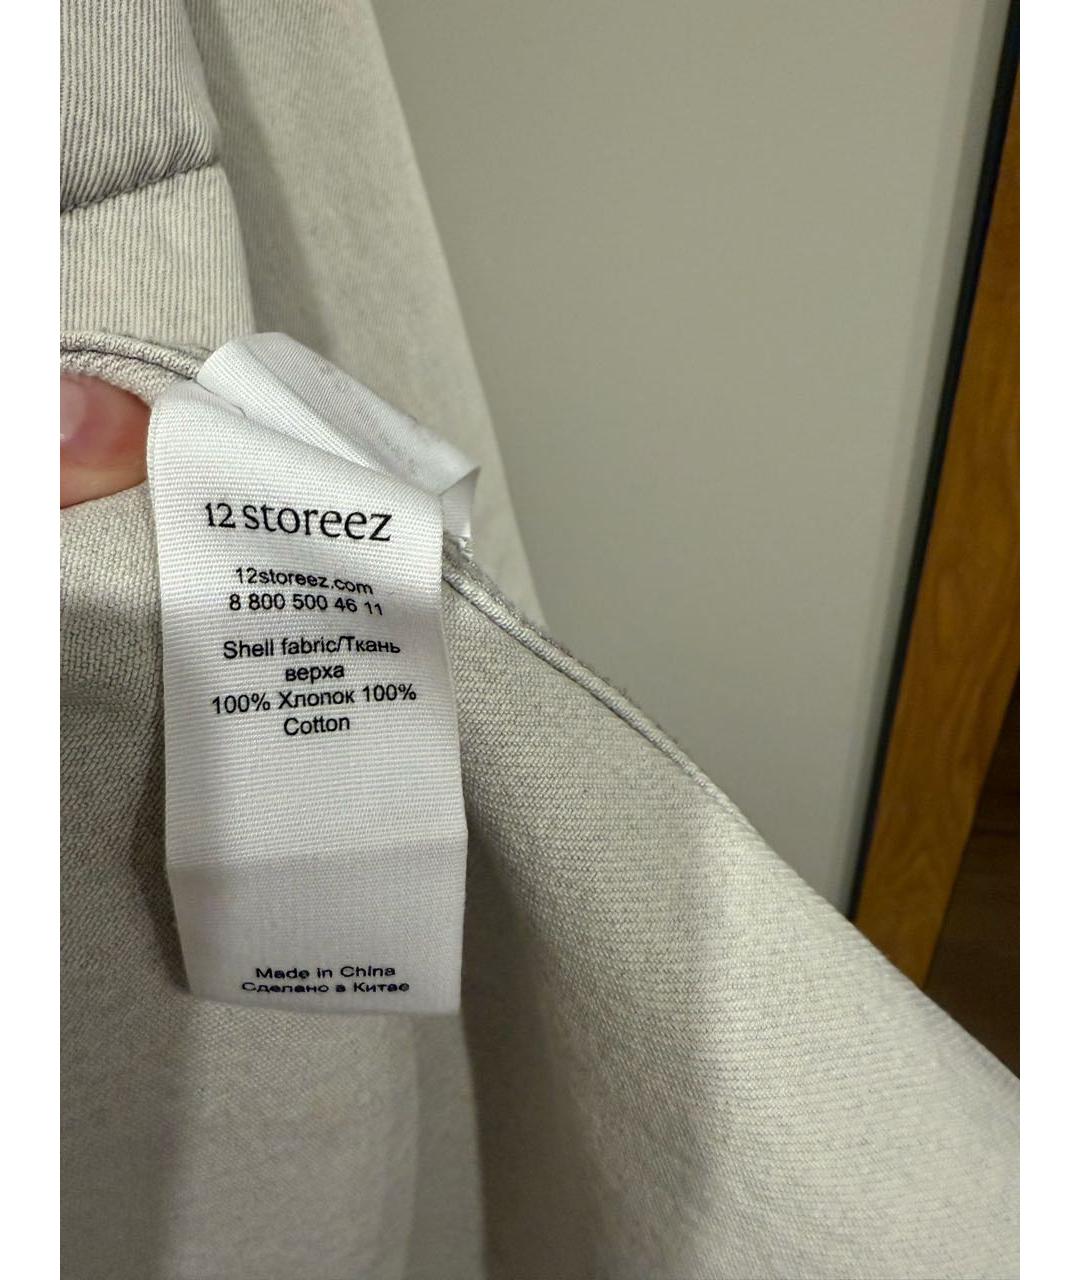 12 storeez
12storeez.com
8 800 500 46 11
Shell fabric/Ткань
верха
100% Хлопок 100%
Cotton
Made in China
Сделано в Китае